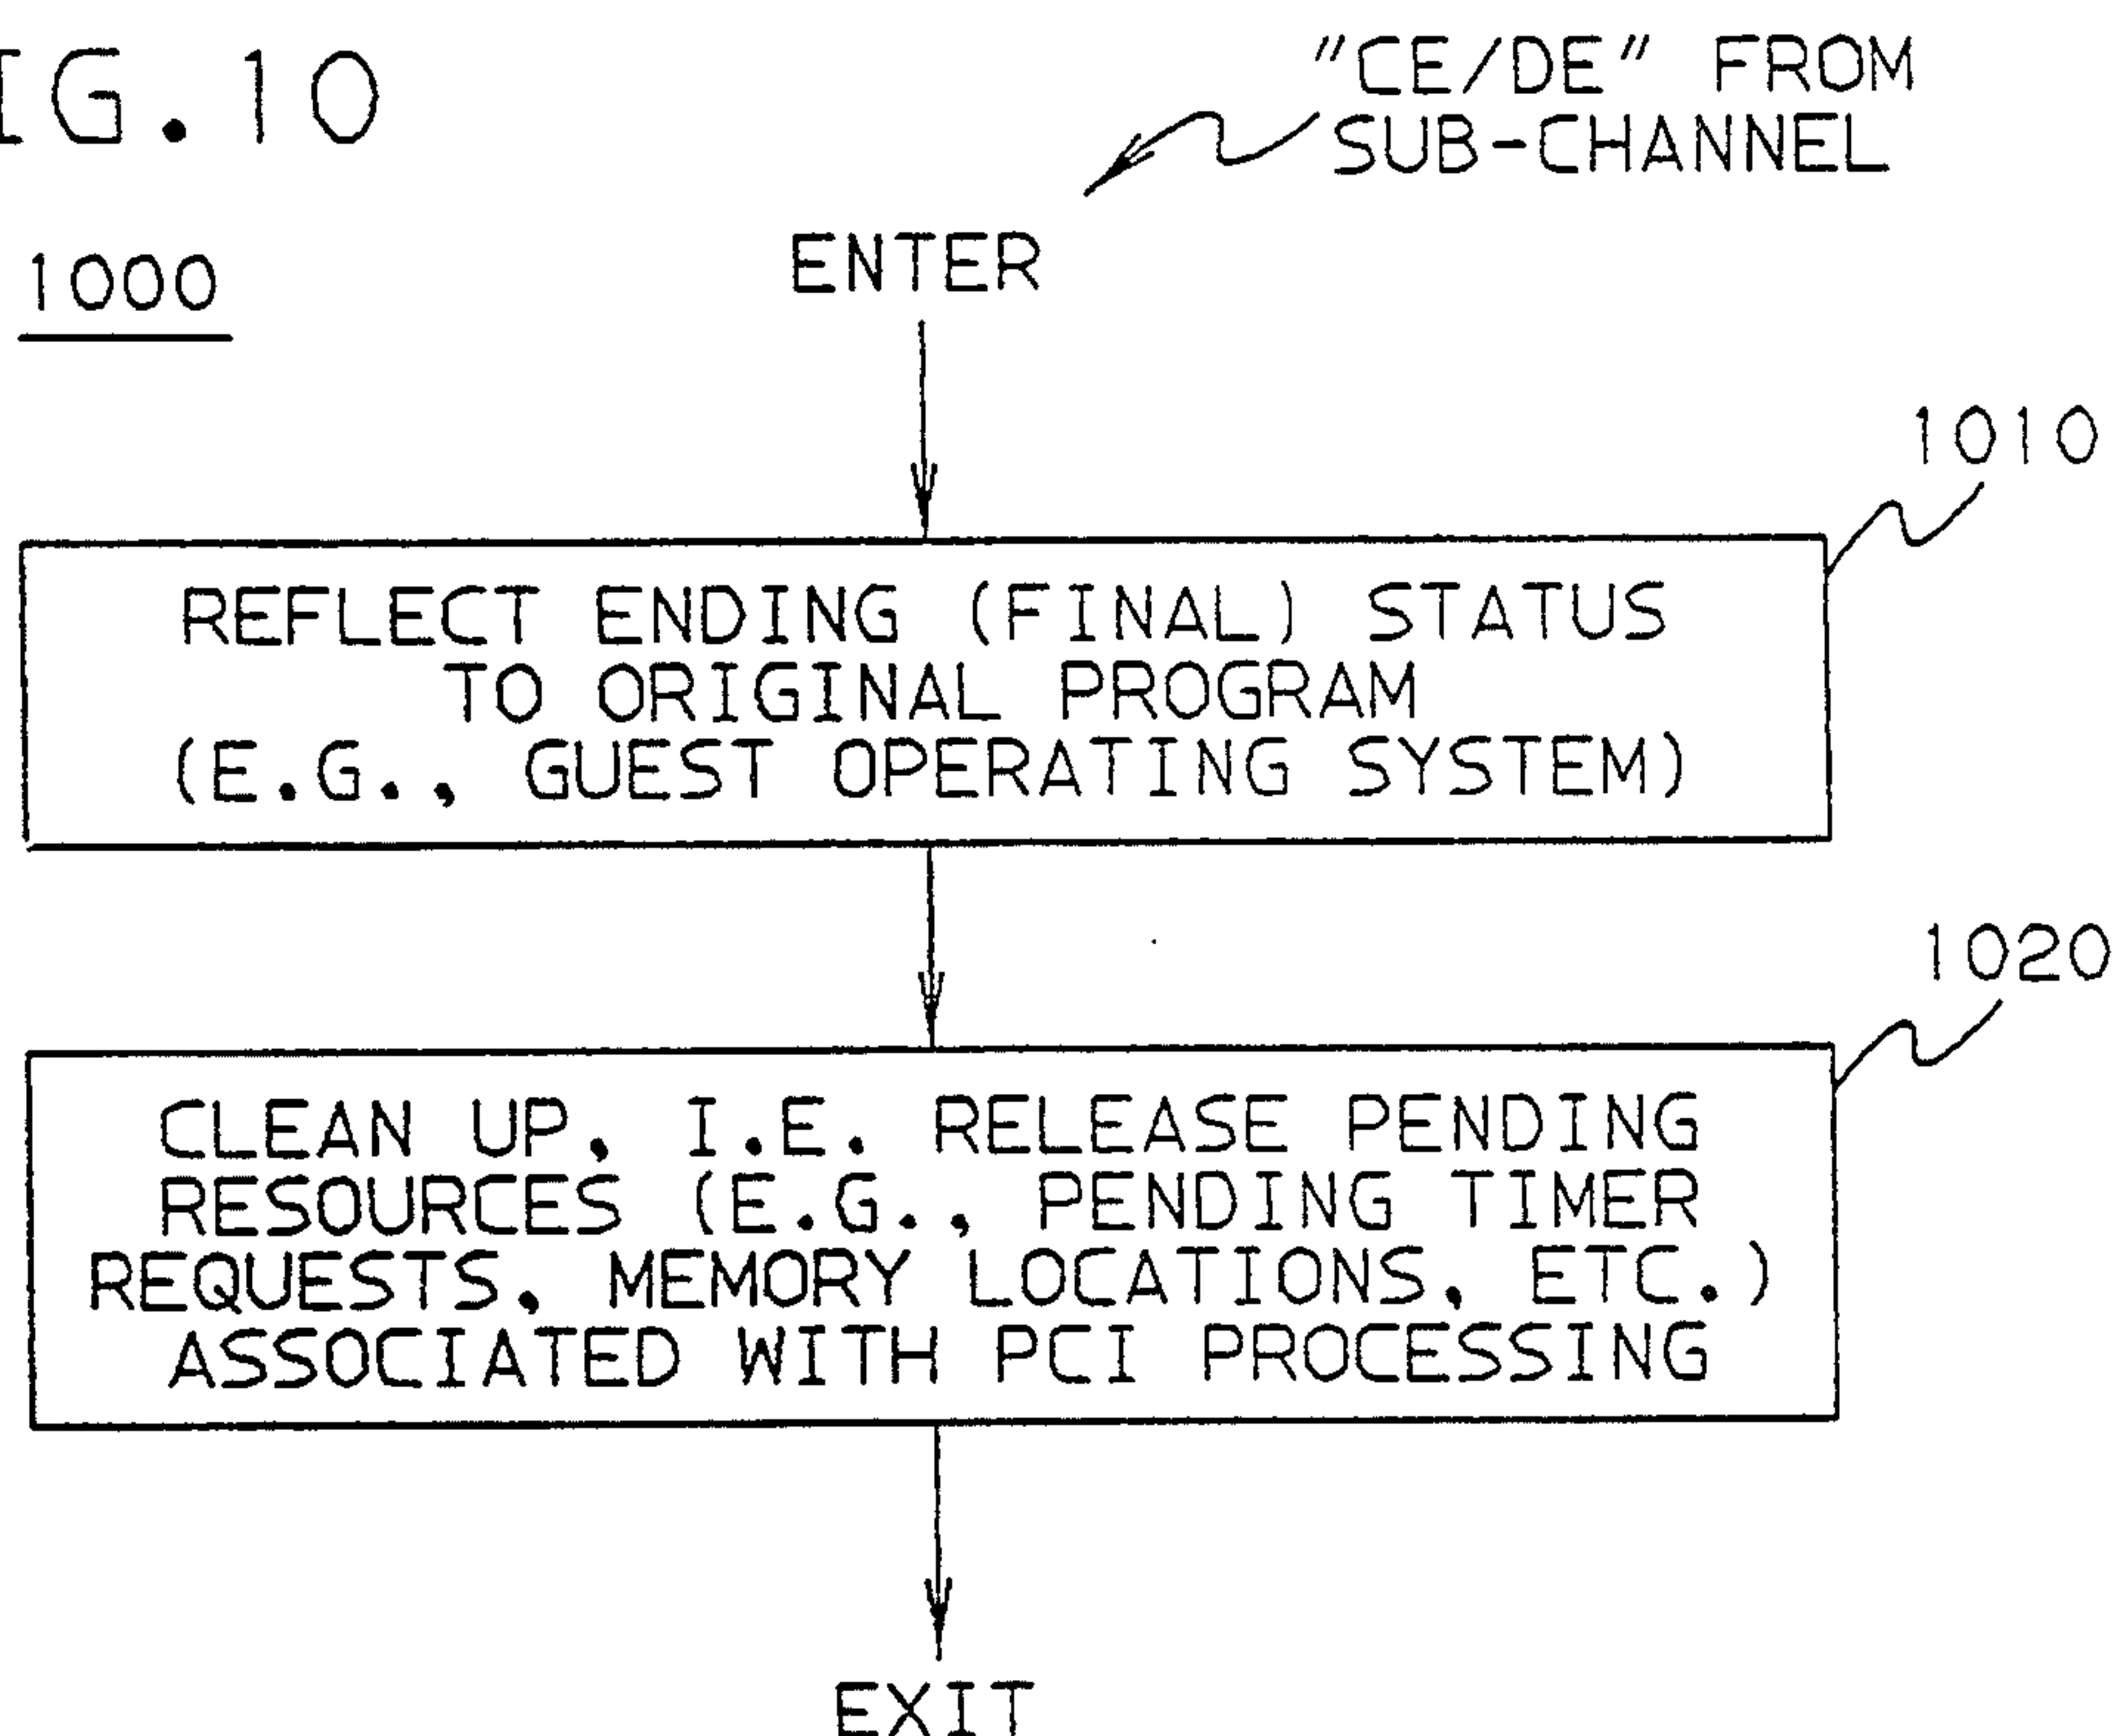 IG.10
"CE/DE" FROM
SUB-CHANNEL
1000
ENTER
1010
REFLECT ENDING (FINAL) STATUS
TO ORIGINAL PROGRAM
(E.G., GUEST OPERATING SYSTEM)
1020
CLEAN UP, I.E. RELEASE PENDING
RESOURCES (E.G., PENDING TIMER
REQUESTS, MEMORY LOCATIONS, ETC.)
ASSOCIATED WITH PCI PROCESSING
EXIT